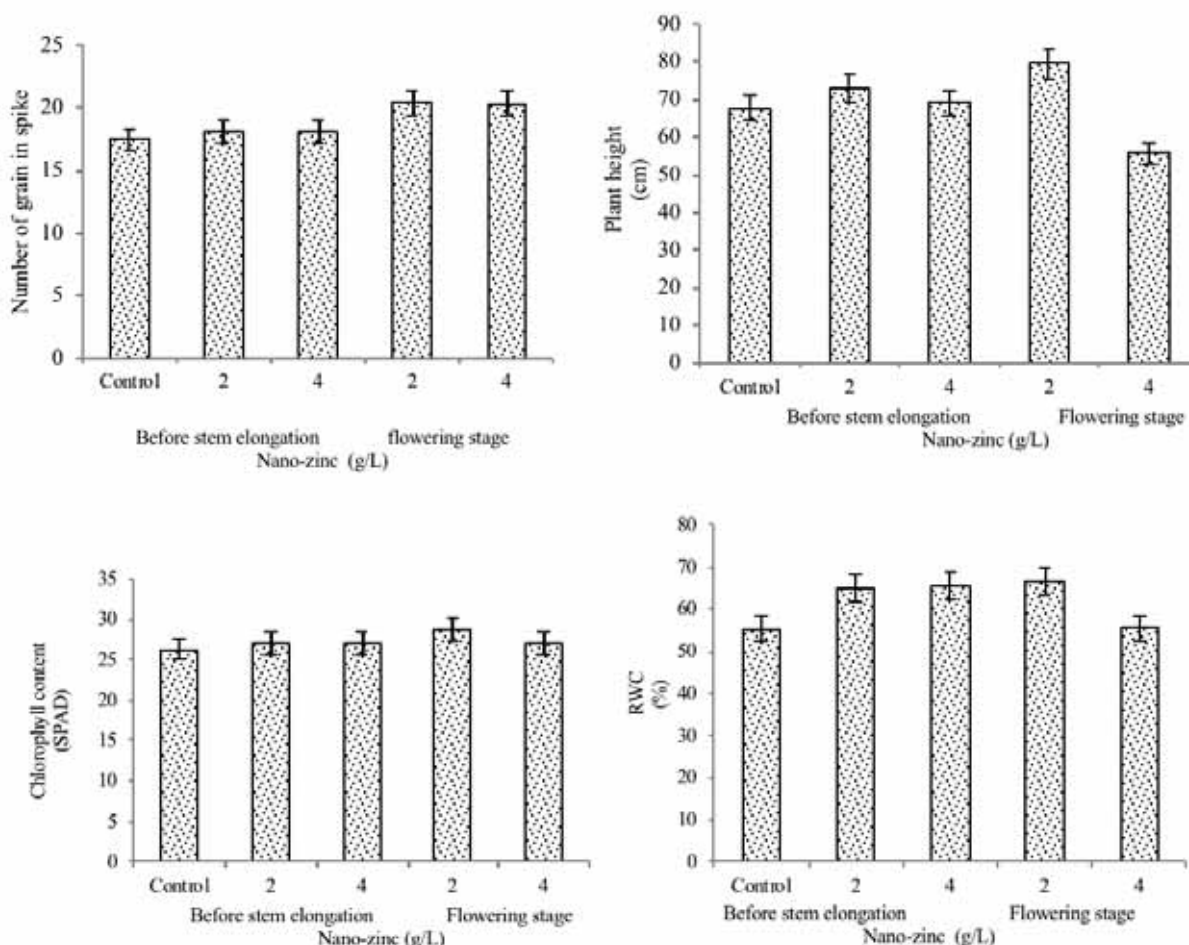 Number of grain in spike
25
20
15
10
5
0
Control 2 4 2 4
Before stem elongation flowering stage
Nano-zinc (g/L)
Plant height
(cm)
90
80
70
60
50
40
30
20
10
0
Control 2 4 2 4
Before stem elongation Flowering stage
Nano-zinc (g/L)
Chlorophyll content
(SPAD)
35
30
25
20
15
10
5
0
Control 2 4 2 4
Before stem elongation Flowering stage
Nano-zinc (g/L)
RWC
(%)
80
70
60
50
40
30
20
10
0
Control 2 4 2 4
Before stem elongation Flowering stage
Nano-zinc (g/L)